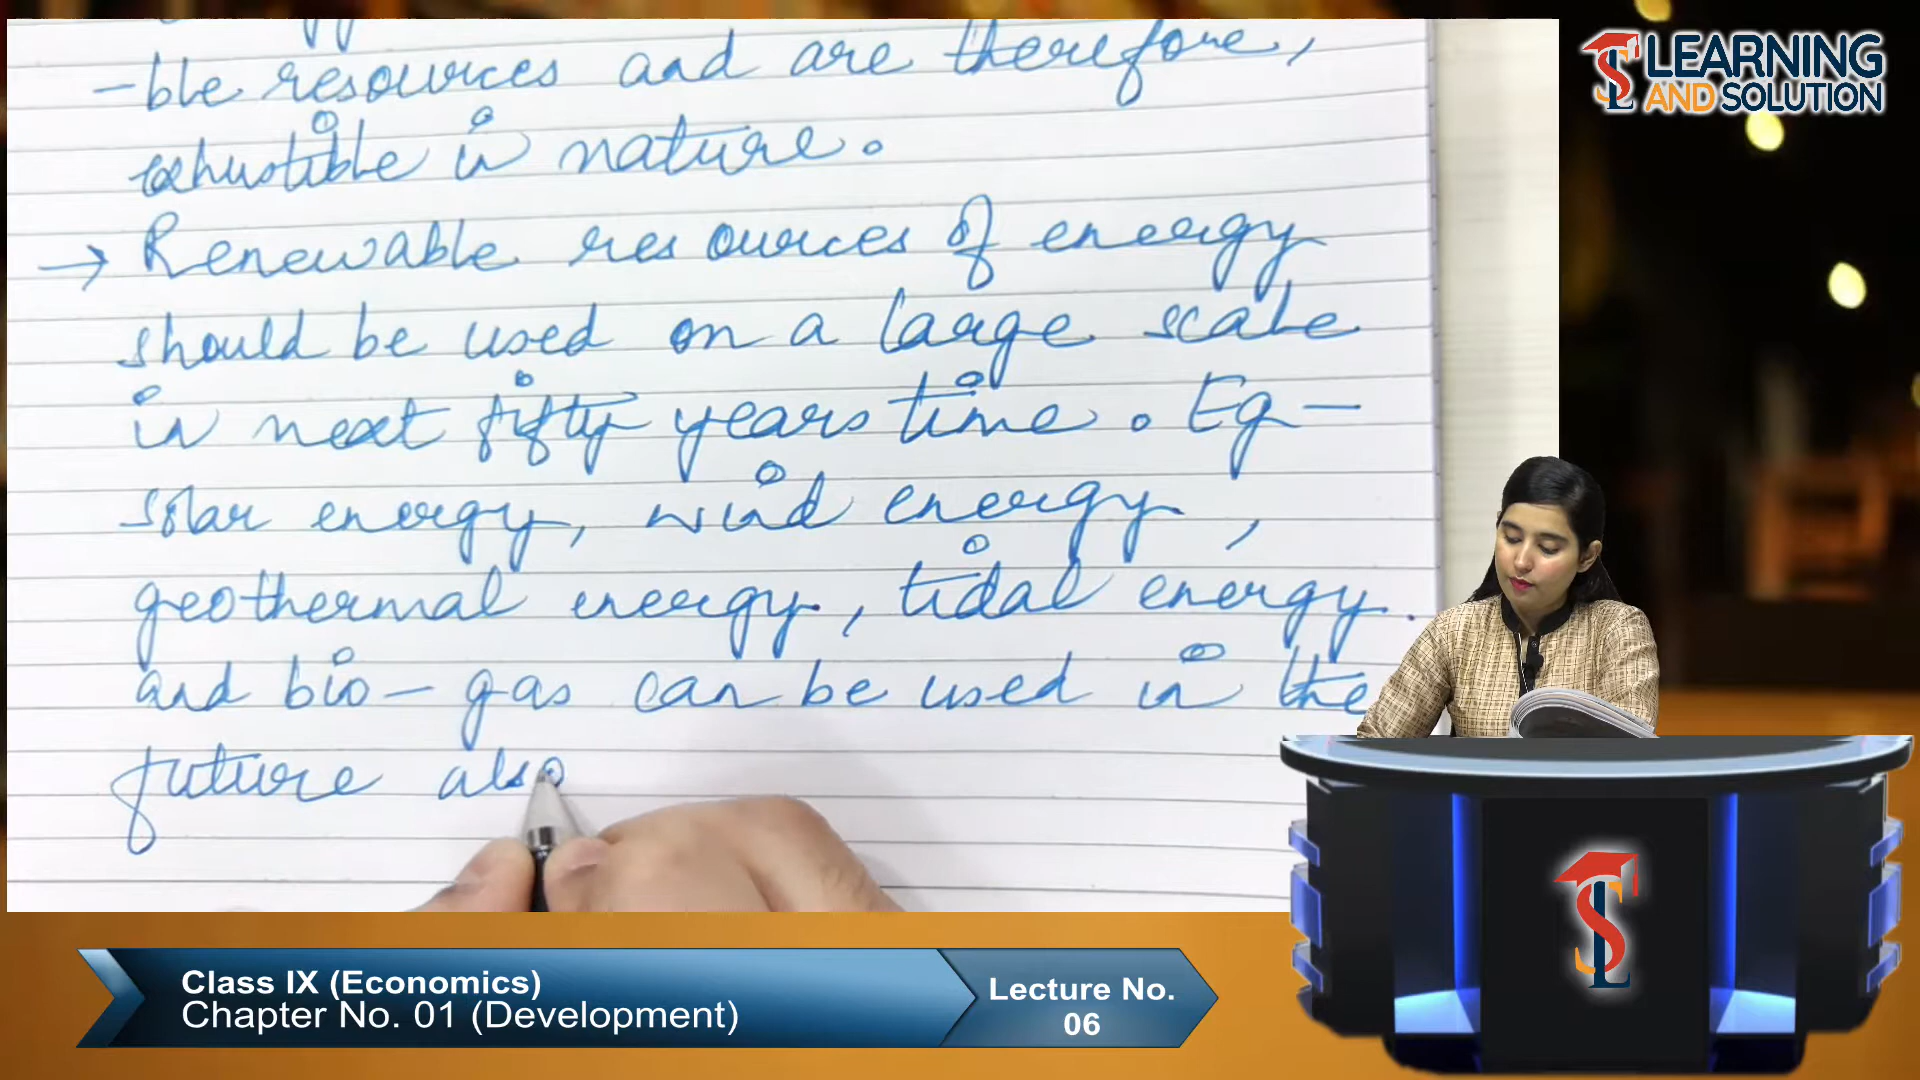 -ble resources and are therefore,
exhustible in nature.
→ Renewable resources of energy
should be used on a large scale
in next fifty years time. Eg-
solar energy, wind energy,
geothermal energy, tidal energy.
and bio-gas can be used in the
future also
LEARNING
AND SOLUTION
Class IX (Economics)
Chapter No. 01 (Development)
Lecture No.
06